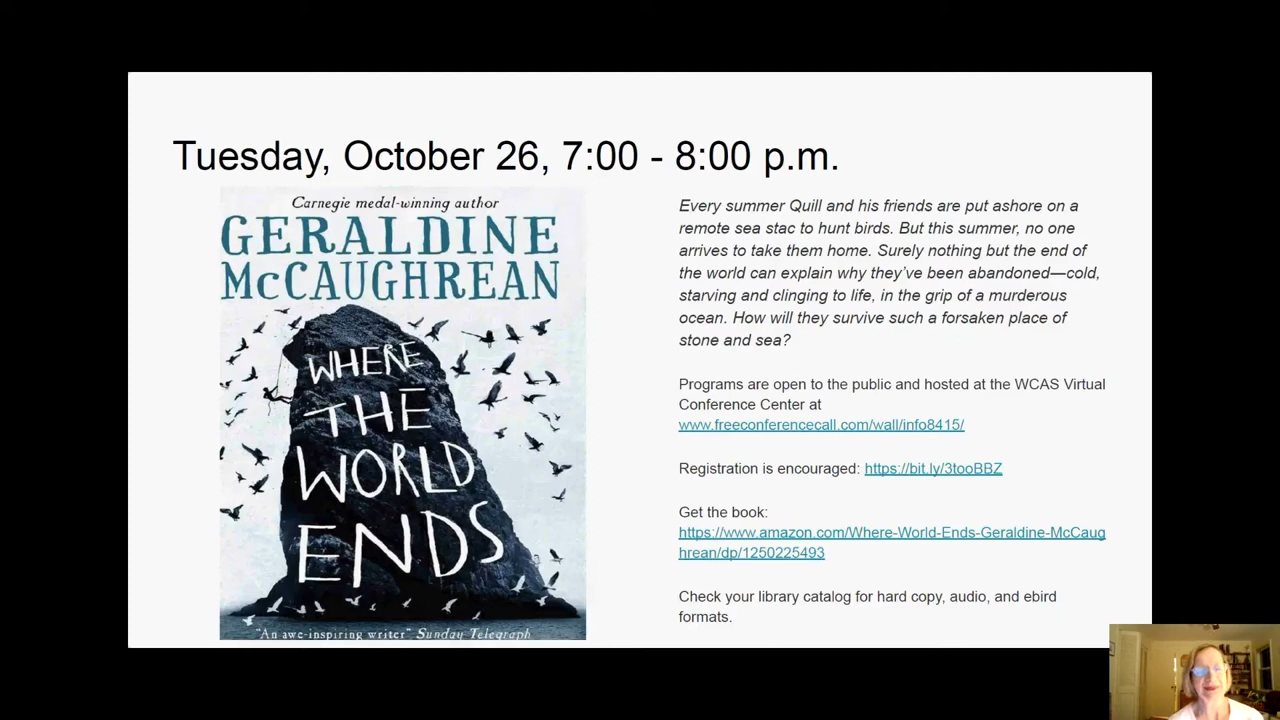 Tuesday, October 26, 7:00 - 8:00 p.m.
Carnegie medal-winning author
GERALDINE
McCAUGHREAN
WHERE
THE
WORLD
ENDS
"An awe-inspiring writer" Sunday Telegraph
Every summer Quill and his friends are put ashore on a
remote sea stac to hunt birds. But this summer, no one
arrives to take them home. Surely nothing but the end of
the world can explain why they've been abandoned—cold,
starving and clinging to life, in the grip of a murderous
ocean. How will they survive such a forsaken place of
stone and sea?
Programs are open to the public and hosted at the WCAS Virtual
Conference Center at
www.freeconferencecall.com/wall/info8415/
Registration is encouraged: https://bit.ly/3tooBBZ
Get the book:
https://www.amazon.com/Where-World-Ends-Geraldine-McCaug
hrean/dp/1250225493
Check your library catalog for hard copy, audio, and ebird
formats.